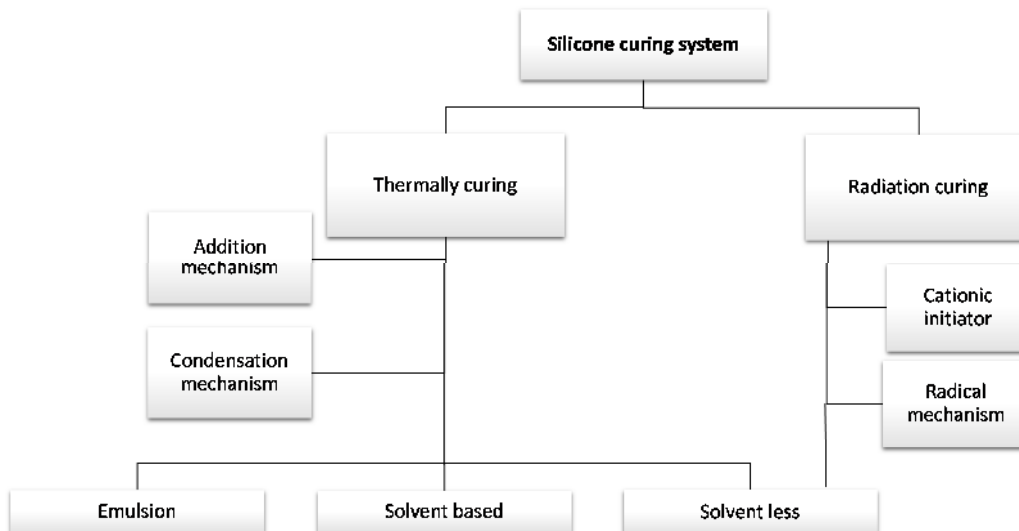 Silicone curing system
Thermally curing
Radiation curing
Addition
mechanism
Cationic
initiator
Condensation
mechanism
Radical
mechanism
Emulsion
Solvent based
Solvent less